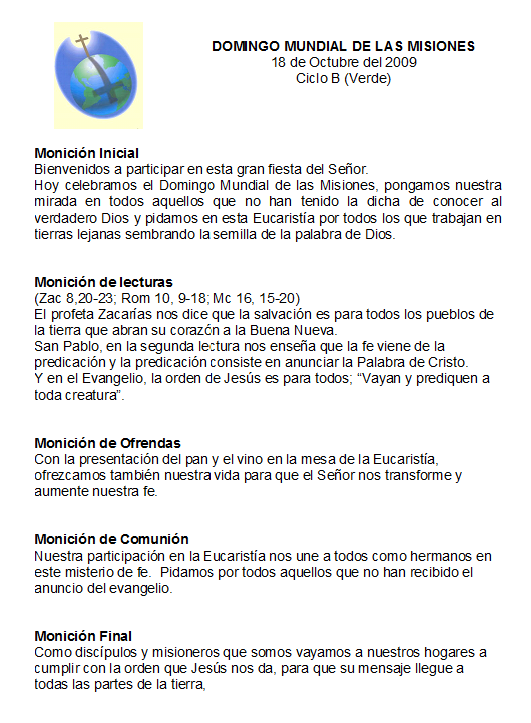 DOMINGO MUNDIAL DE LAS MISIONES
18 de Octubre del 2009
Ciclo B (Verde)
Monición Inicial
Bienvenidos a participar en esta gran fiesta del Señor.
Hoy celebramos el Domingo Mundial de las Misiones, pongamos nuestra
mirada en todos aquellos que no han tenido la dicha de conocer al
verdadero Dios y pidamos en esta Eucaristía por todos los que trabajan en
tierras lejanas sembrando la semilla de la palabra de Dios.
Monición de lecturas
(Zac 8,20-23; Rom 10, 9-18; Mc 16, 15-20)
El profeta Zacarías nos dice que la salvación es para todos los pueblos de
la tierra que abran su corazón a la Buena Nueva.
San Pablo, en la segunda lectura nos enseña que la fe viene de la
predicación y la predicación consiste en anunciar la Palabra de Cristo.
Y en el Evangelio, la orden de Jesús es para todos; “Vayan y prediquen a
toda creatura”.
Monición de Ofrendas
Con la presentación del pan y el vino en la mesa de la Eucaristía,
ofrezcamos también nuestra vida para que el Señor nos transforme y
aumente nuestra fe.
Monición de Comunión
Nuestra participación en la Eucaristía nos une a todos como hermanos en
este misterio de fe.  Pidamos por todos aquellos que no han recibido el
anuncio del evangelio.
Monición Final
Como discípulos y misioneros que somos vayamos a nuestros hogares a
cumplir con la orden que Jesús nos da, para que su mensaje llegue a
todas las partes de la tierra,